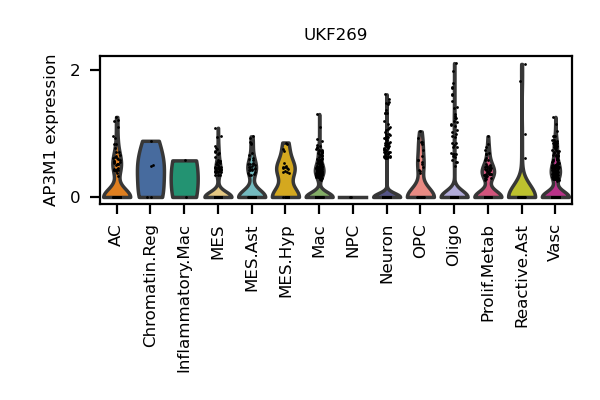 UKF269
AP3M1 expression
2
0
AC
Chromatin.Reg
Inflammatory.Mac
MES
MES.Ast
MES.Hyp
Mac
NPC
Neuron
OPC
Oligo
Prolif.Metab
Reactive.Ast
Vasc